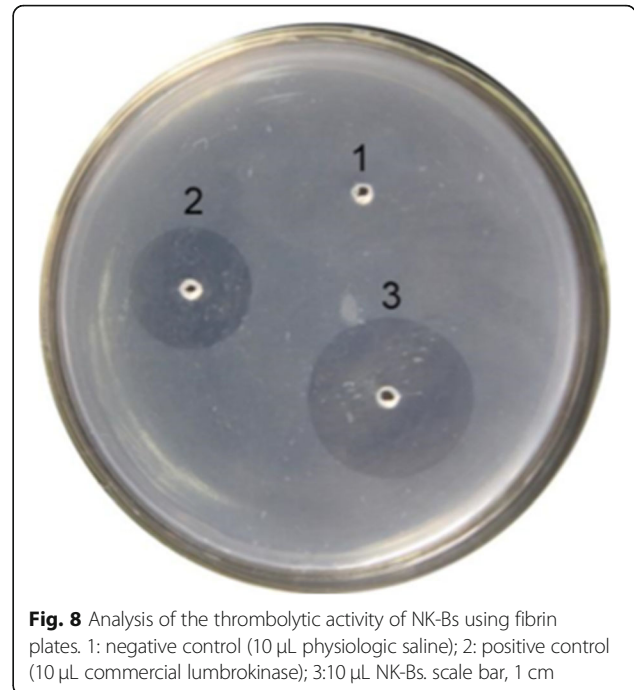 1
2
3
Fig. 8 Analysis of the thrombolytic activity of NK-Bs using fibrin
plates. 1: negative control (10 μL physiologic saline); 2: positive control
(10 μL commercial lumbrokinase); 3:10 μL NK-Bs. scale bar, 1 cm